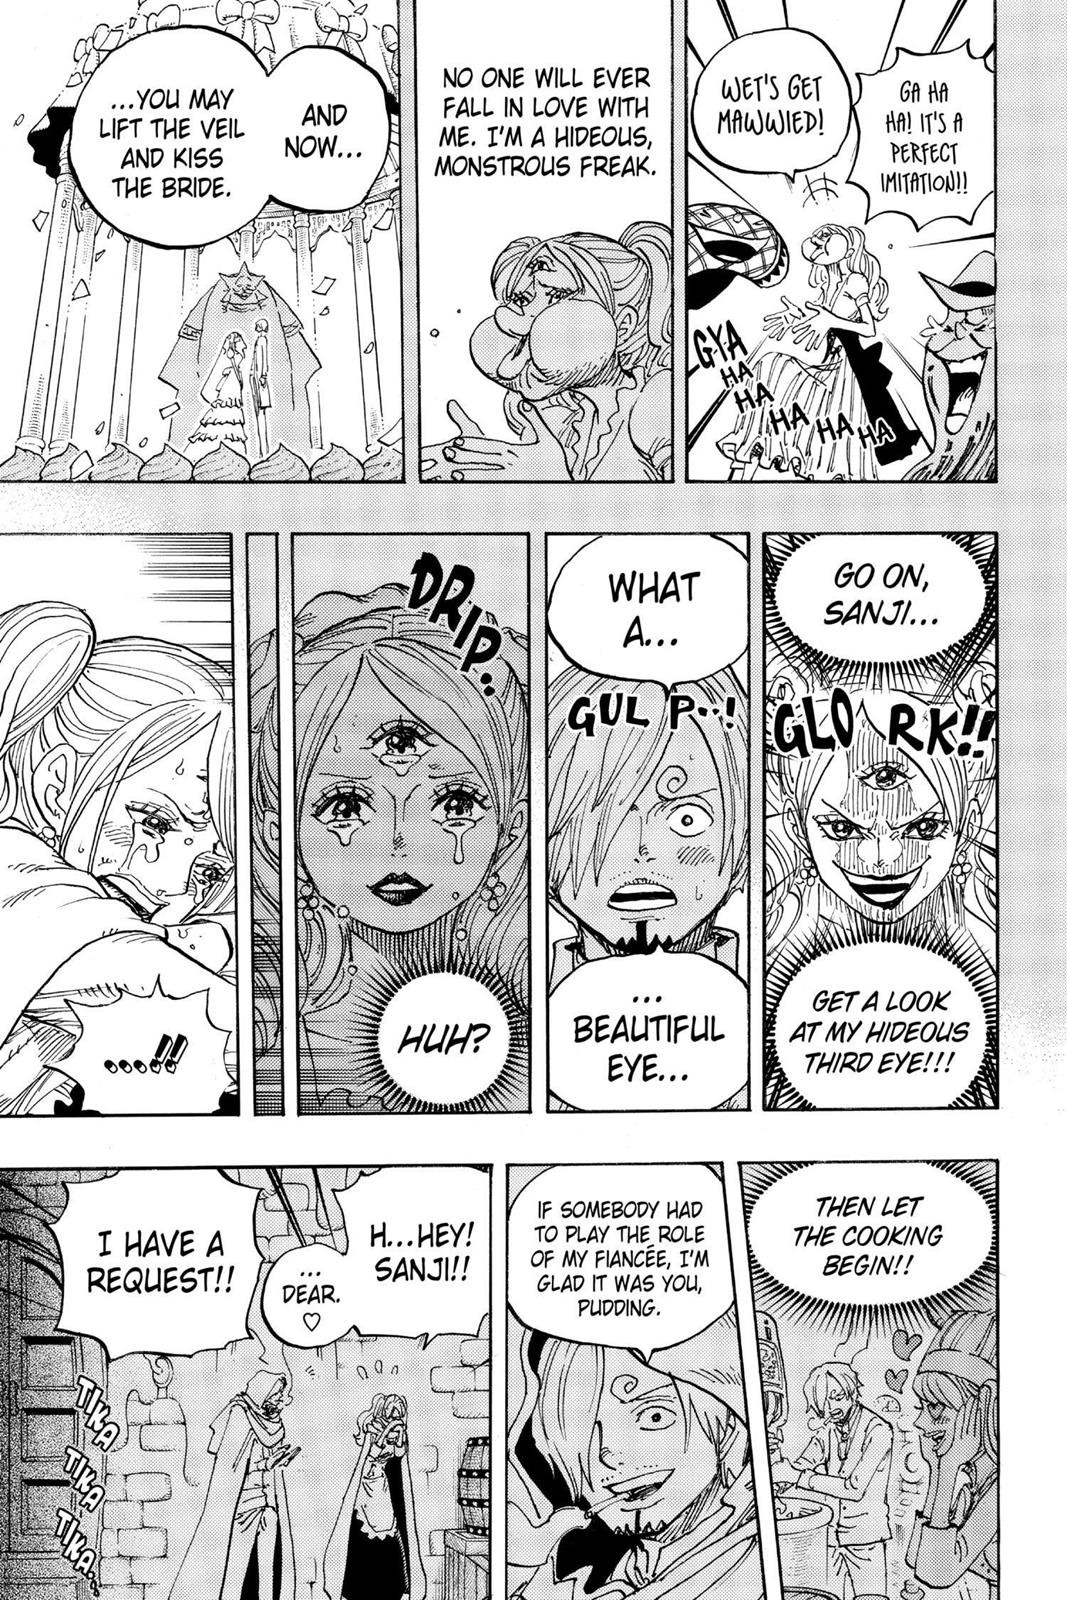 GA HA
HA! IT'S A
PERFECT
IMITATION!!
WET'S GET
MAWWIED!
GYA
HA
HA
HA
HA
HA
NO ONE WILL EVER
FALL IN LOVE WITH
ME. I'M A HIDEOUS,
MONSTROUS FREAK.
AND
NOW...
...YOU MAY
LIFT THE VEIL
AND KISS
THE BRIDE.
GO ON,
SANJI...
GLO RK!!
GET A LOOK
AT MY HIDEOUS
THIRD EYE!!!
WHAT
A...
GUL P..!
...
BEAUTIFUL
EYE...
DRIP..
HUH?
....!!
THEN LET
THE COOKING
BEGIN!!
IF SOMEBODY HAD
TO PLAY THE ROLE
OF MY FIANCÉE, I'M
GLAD IT WAS YOU,
PUDDING.
H...HEY!
SANJI!!
...
DEAR.
♡
I HAVE A
REQUEST!!
TIKA
TIKA
TIKA...